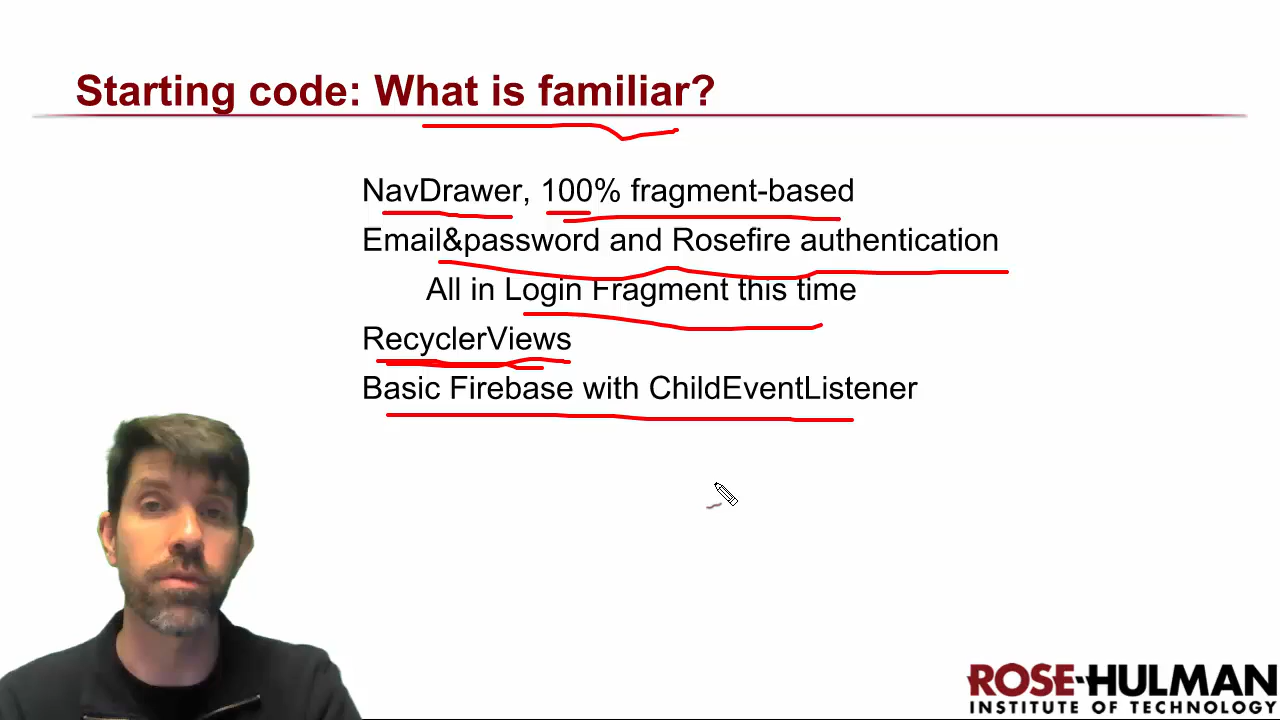 Starting code: What is familiar?
NavDrawer, 100% fragment-based
Email&password and Rosefire authentication
All in Login Fragment this time
RecyclerViews
Basic Firebase with ChildEventListener
ROSE-HULMAN
INSTITUTE OF TECHNOLOGY